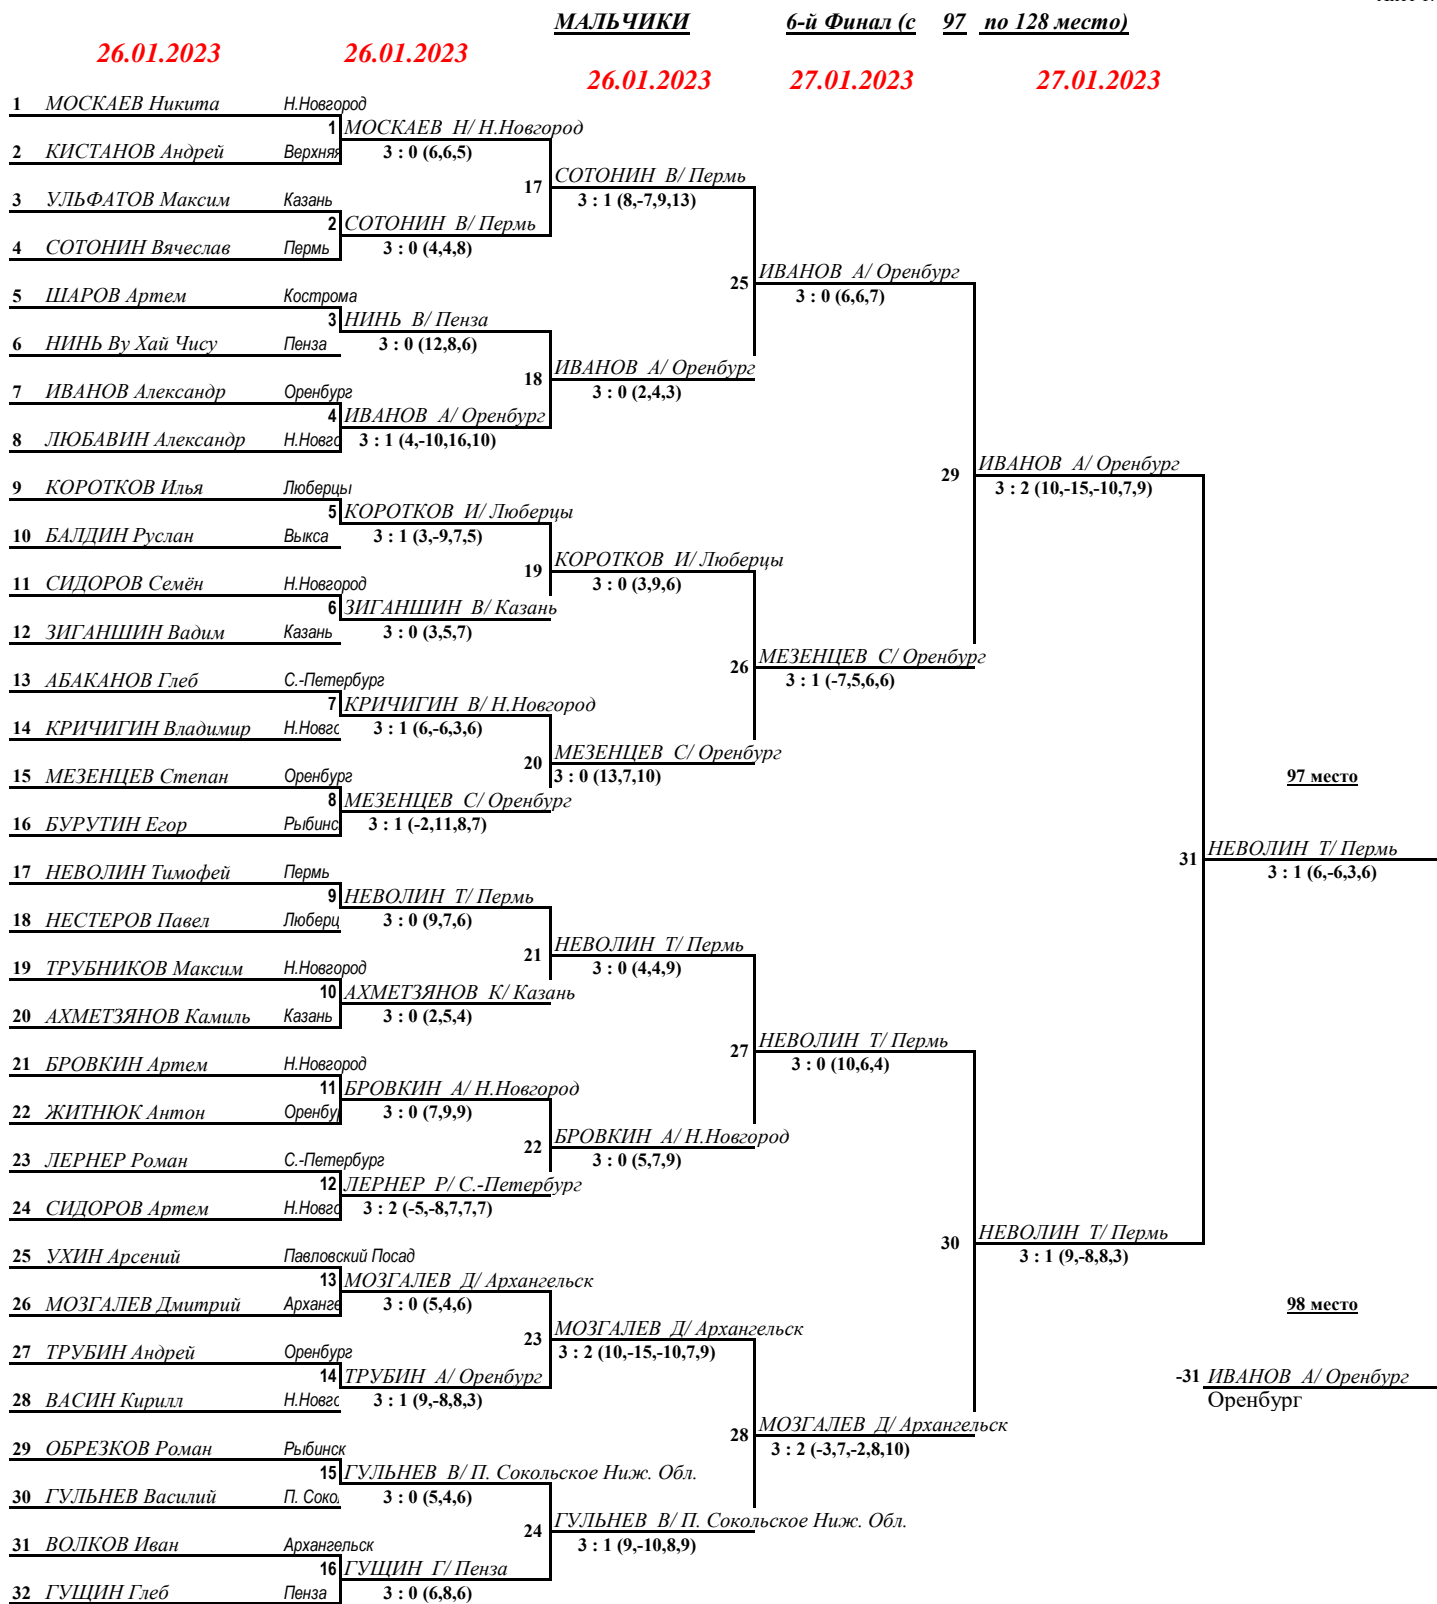 МАЛЬЧИКИ 6-й Финал (с 97 по 128 место)
26.01.2023 26.01.2023
26.01.2023 27.01.2023 27.01.2023
1 МОСКАЕВ Никита Н.Новгород
1 МОСКАЕВ Н/ Н.Новгород
2 КИСТАНОВ Андрей Верхняя 3 : 0 (6,6,5)
17 СОТОНИН В/ Пермь
3 УЛЬФАТОВ Максим Казань 3 : 1 (8,-7,9,13)
2 СОТОНИН В/ Пермь
4 СОТОНИН Вячеслав Пермь 3 : 0 (4,4,8)
25 ИВАНОВ А/ Оренбург
5 ШАРОВ Артем Кострома 3 : 0 (6,6,7)
3 НИНЬ В/ Пенза
6 НИНЬ Ву Хай Чису Пенза 3 : 0 (12,8,6)
18 ИВАНОВ А/ Оренбург
7 ИВАНОВ Александр Оренбург 3 : 0 (2,4,3)
4 ИВАНОВ А/ Оренбург
8 ЛЮБАВИН Александр Н.Новго 3 : 1 (4,-10,16,10)
29 ИВАНОВ А/ Оренбург
9 КОРОТКОВ Илья Люберцы 3 : 2 (10,-15,-10,7,9)
5 КОРОТКОВ И/ Люберцы
10 БАЛДИН Руслан Выкса 3 : 1 (3,-9,7,5)
19 КОРОТКОВ И/ Люберцы
11 СИДОРОВ Семён Н.Новгород 3 : 0 (3,9,6)
6 ЗИГАНШИН В/ Казань
12 ЗИГАНШИН Вадим Казань 3 : 0 (3,5,7)
26 МЕЗЕНЦЕВ С/ Оренбург
13 АБАКАНОВ Глеб С.-Петербург 3 : 1 (-7,5,6,6)
7 КРИЧИГИН В/ Н.Новгород
14 КРИЧИГИН Владимир Н.Новго 3 : 1 (6,-6,3,6)
20 МЕЗЕНЦЕВ С/ Оренбург
15 МЕЗЕНЦЕВ Степан Оренбург 3 : 0 (13,7,10) 97 место
8 МЕЗЕНЦЕВ С/ Оренбург
16 БУРУТИН Егор Рыбинс 3 : 1 (-2,11,8,7)
31 НЕВОЛИН Т/ Пермь
17 НЕВОЛИН Тимофей Пермь 3 : 1 (6,-6,3,6)
9 НЕВОЛИН Т/ Пермь
18 НЕСТЕРОВ Павел Люберц 3 : 0 (9,7,6)
21 НЕВОЛИН Т/ Пермь
19 ТРУБНИКОВ Максим Н.Новгород 3 : 0 (4,4,9)
10 АХМЕТЗЯНОВ К/ Казань
20 АХМЕТЗЯНОВ Камиль Казань 3 : 0 (2,5,4)
27 НЕВОЛИН Т/ Пермь
21 БРОВКИН Артем Н.Новгород 3 : 0 (10,6,4)
11 БРОВКИН А/ Н.Новгород
22 ЖИТНЮК Антон Оренбур 3 : 0 (7,9,9)
22 БРОВКИН А/ Н.Новгород
23 ЛЕРНЕР Роман С.-Петербург 3 : 0 (5,7,9)
12 ЛЕРНЕР Р/ С.-Петербург
24 СИДОРОВ Артем Н.Новго 3 : 2 (-5,-8,7,7,7)
30 НЕВОЛИН Т/ Пермь
25 УХИН Арсений Павловский Посад 3 : 1 (9,-8,8,3)
13 МОЗГАЛЕВ Д/ Архангельск
26 МОЗГАЛЕВ Дмитрий Арханге 3 : 0 (5,4,6) 98 место
23 МОЗГАЛЕВ Д/ Архангельск
27 ТРУБИН Андрей Оренбург 3 : 2 (10,-15,-10,7,9)
14 ТРУБИН А/ Оренбург -31 ИВАНОВ А/ Оренбург
28 ВАСИН Кирилл Н.Новго 3 : 1 (9,-8,8,3) Оренбург
28 МОЗГАЛЕВ Д/ Архангельск
29 ОБРЕЗКОВ Роман Рыбинск 3 : 2 (-3,7,-2,8,10)
15 ГУЛЬНЕВ В/ П. Сокольское Ниж. Обл.
30 ГУЛЬНЕВ Василий П. Соко 3 : 0 (5,4,6)
24 ГУЛЬНЕВ В/ П. Сокольское Ниж. Обл.
31 ВОЛКОВ Иван Архангельск 3 : 1 (9,-10,8,9)
16 ГУЩИН Г/ Пенза
32 ГУЩИН Глеб Пенза 3 : 0 (6,8,6)